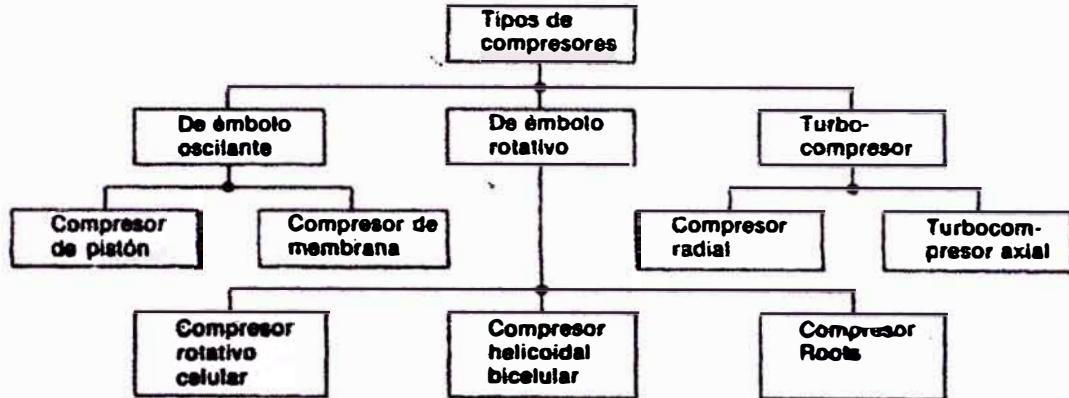 Tipos de
compresores
De émbolo
oscilante
De émbolo
rotativo
Turbo-
compresor
Compresor
de pistón
Compresor de
membrana
Compresor
radial
Turbocom-
presor axial
Compresor
rotativo
celular
Compresor
helicoidal
bicelular
Compresor
Roots